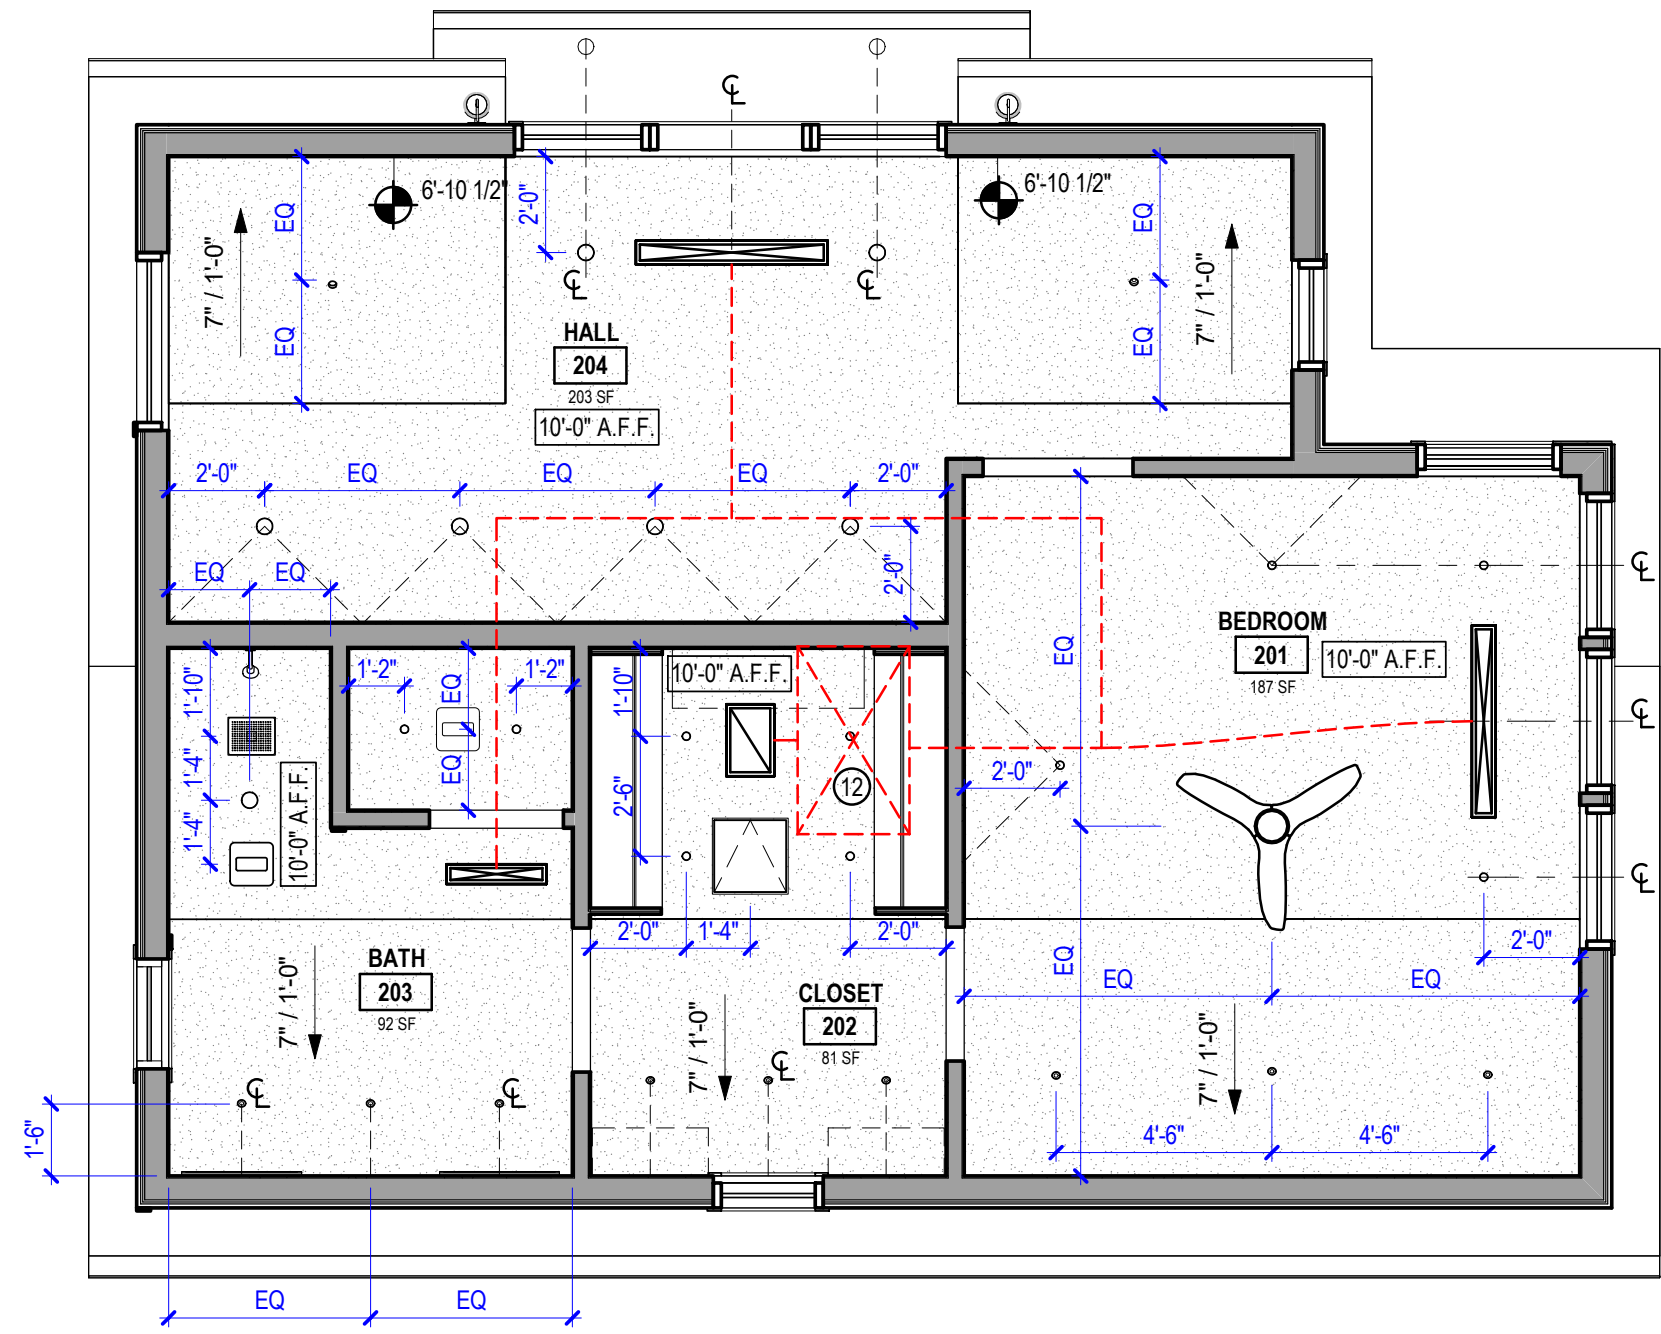 ℄
6'-10 1/2"
6'-10 1/2"
EQ
2'-0"
EQ
7" / 1'-0"
7" / 1'-0"
℄
℄
EQ
EQ
HALL
204
203 SF
10'-0" A.F.F.
2'-0"
EQ
EQ
EQ
2'-0"
EQ
EQ
2'-0"
℄
BEDROOM
201
187 SF
10'-0" A.F.F.
EQ
1'-2"
EQ
1'-2"
10'-0" A.F.F.
1'-10"
1'-10"
℄
1'-4"
EQ
2'-0"
12
2'-6"
10'-0" A.F.F.
1'-4"
℄
2'-0"
1'-4"
2'-0"
2'-0"
BATH
203
92 SF
7" / 1'-0"
EQ
EQ
EQ
CLOSET
202
81 SF
7" / 1'-0"
7" / 1'-0"
℄
℄
℄
1'-6"
4'-6"
4'-6"
EQ
EQ